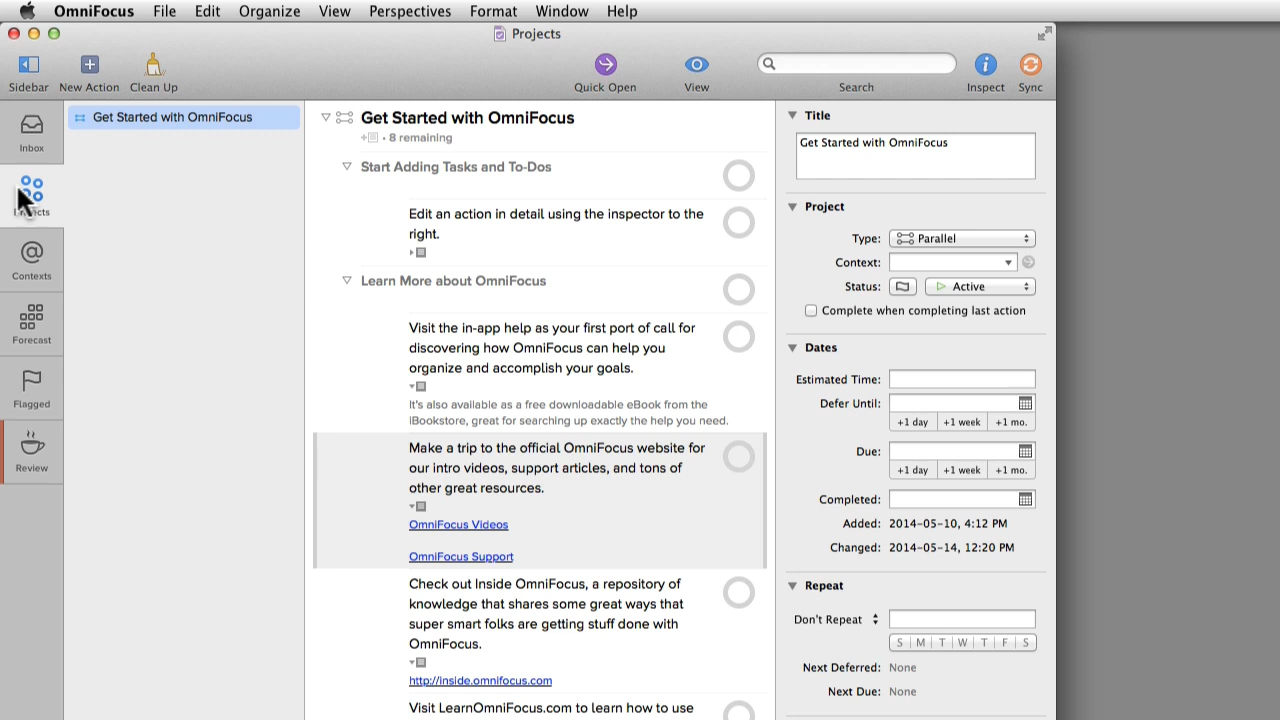 OmniFocus File Edit Organize View Perspectives Format Window Help
Projects
Sidebar New Action Clean Up Quick Open View Search Inspect Sync
Inbox
Contexts
Forecast
Flagged
Review
Get Started with OmniFocus
Get Started with OmniFocus
8 remaining
Start Adding Tasks and To-Dos
Edit an action in detail using the inspector to the
right.
Learn More about OmniFocus
Visit the in-app help as your first port of call for
discovering how OmniFocus can help you
organize and accomplish your goals.
It's also available as a free downloadable eBook from the
iBookstore, great for searching up exactly the help you need.
Make a trip to the official OmniFocus website for
our intro videos, support articles, and tons of
other great resources.
OmniFocus Videos
OmniFocus Support
Check out Inside OmniFocus, a repository of
knowledge that shares some great ways that
super smart folks are getting stuff done with
OmniFocus.
http://inside.omnifocus.com
Visit LearnOmniFocus.com to learn how to use
Title
Get Started with OmniFocus
Project
Type: Parallel
Context:
Status: Active
Complete when completing last action
Dates
Estimated Time:
Defer Until:
+1 day +1 week +1 mo.
Due:
+1 day +1 week +1 mo.
Completed:
Added: 2014-05-10, 4:12 PM
Changed: 2014-05-14, 12:20 PM
Repeat
Don't Repeat
S M T W T F S
Next Deferred: None
Next Due: None